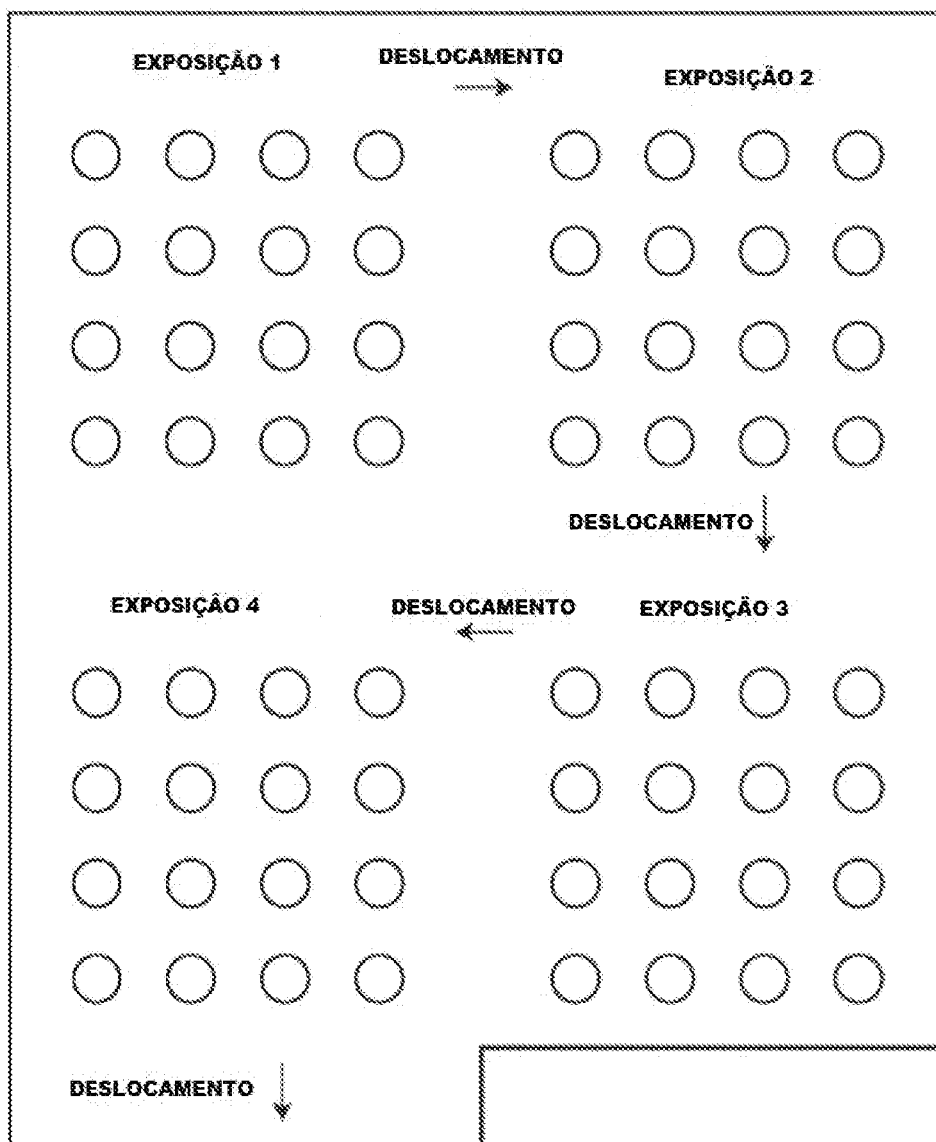 EXPOSIÇÃO 1
DESLOCAMENTO
EXPOSIÇÃO 2
DESLOCAMENTO
EXPOSIÇÃO 4
DESLOCAMENTO
EXPOSIÇÃO 3
DESLOCAMENTO